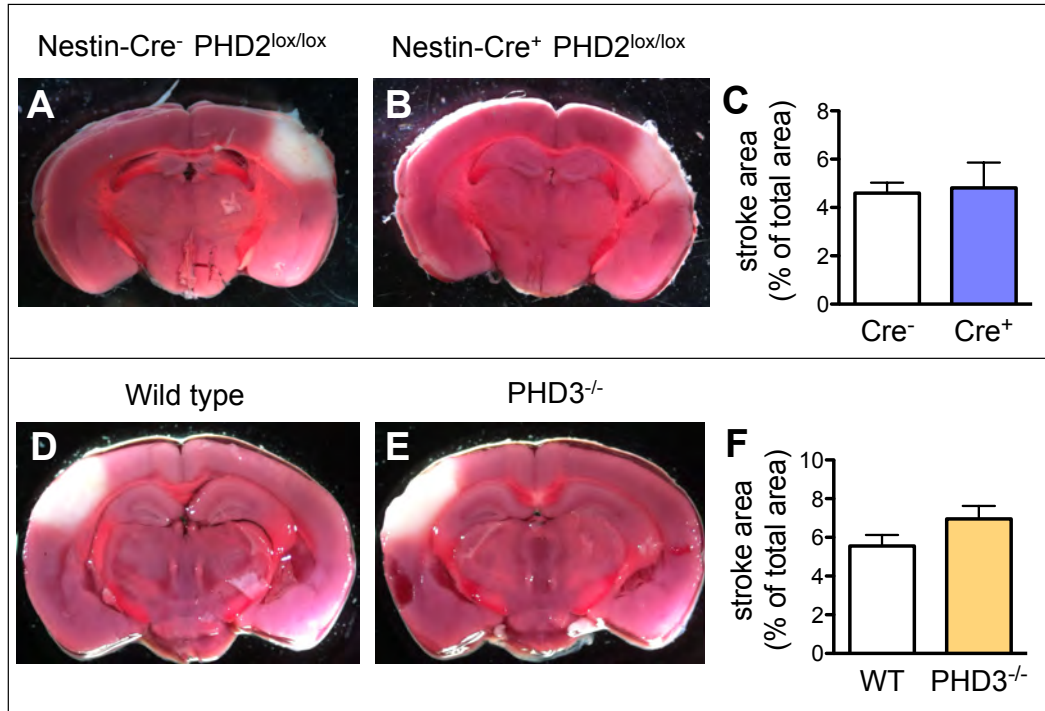 Nestin-Cre⁻ PHD2lox/lox
Nestin-Cre⁺ PHD2lox/lox
A
B
C
stroke area
(% of total area)
8
6
4
2
0
Cre⁻
Cre⁺
Wild type
PHD3-/-
D
E
F
stroke area
(% of total area)
10
8
6
4
2
0
WT
PHD3-/-